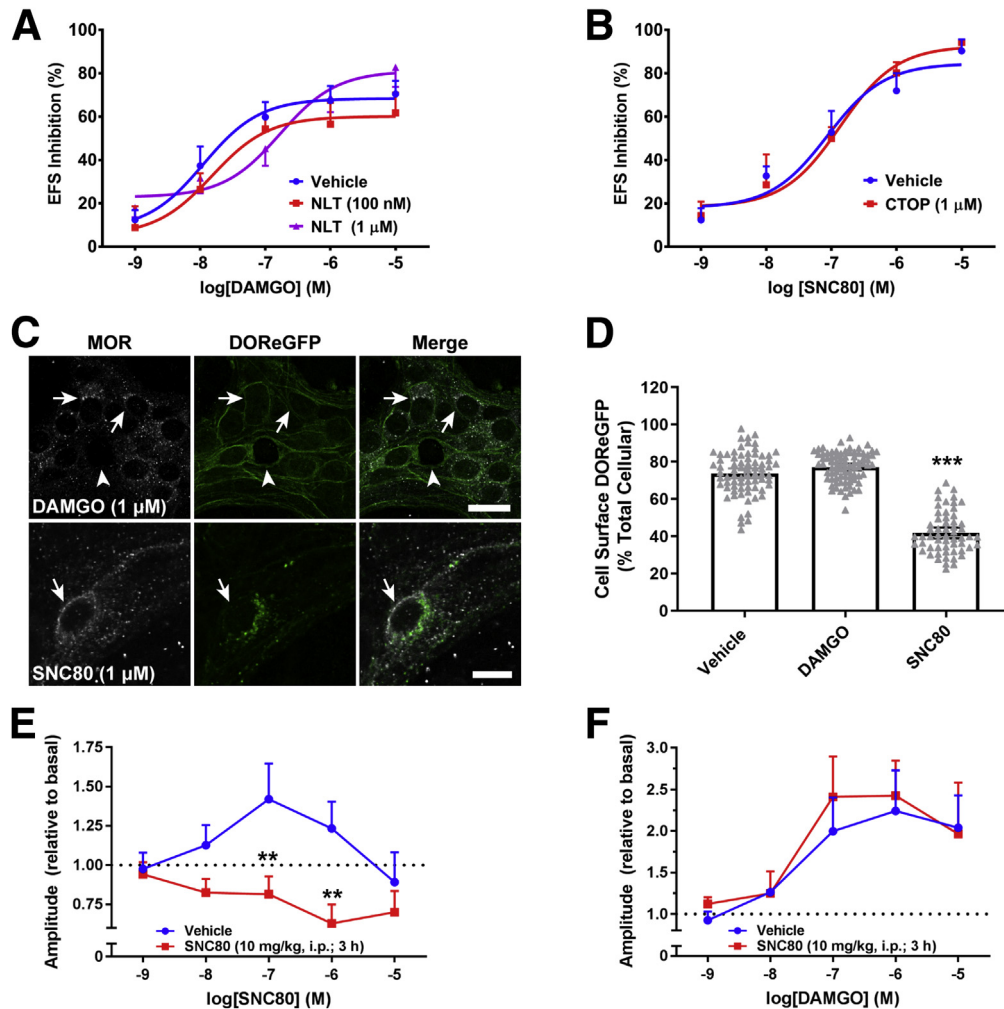 A
EFS Inhibition (%)
100
80
60
40
20
0
Vehicle
NLT (100 nM)
NLT (1 μM)
-9 -8 -7 -6 -5
log[DAMGO] (M)
B
EFS Inhibition (%)
100
80
60
40
20
0
Vehicle
CTOP (1 μM)
-9 -8 -7 -6 -5
log [SNC80] (M)
C
MOR DOReGFP Merge
DAMGO (1 μM)
SNC80 (1 μM)
D
Cell Surface DOReGFP
(% Total Cellular)
120
100
80
60
40
20
0
***
Vehicle
DAMGO
SNC80
E
Amplitude (relative to basal)
1.75
1.50
1.25
1.00
0.75
0
**
**
Vehicle
SNC80 (10 mg/kg, i.p.; 3 h)
-9 -8 -7 -6 -5
log[SNC80] (M)
F
Amplitude (relative to basal)
3.0
2.5
2.0
1.5
1.0
0
Vehicle
SNC80 (10 mg/kg, i.p.; 3 h)
-9 -8 -7 -6 -5
log[DAMGO] (M)